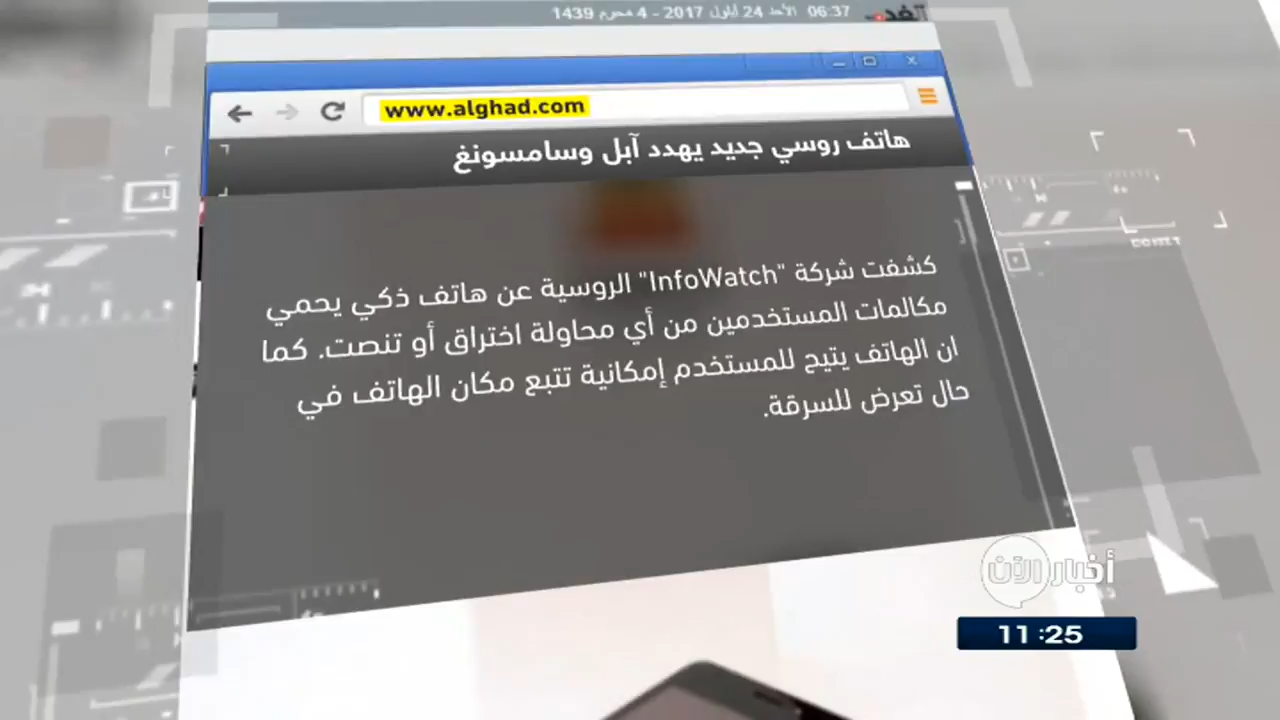 الغد
06:37 الأحد 24 أيلول 2017 - 4 محرم 1439
www.alghad.com
هاتف روسي جديد يهدد آبل وسامسونغ
كشفت شركة "InfoWatch" الروسية عن هاتف ذكي يحمي
مكالمات المستخدمين من أي محاولة اختراق أو تنصت. كما
ان الهاتف يتيح للمستخدم إمكانية تتبع مكان الهاتف في
حال تعرض للسرقة.
أخبار الآن
11:25